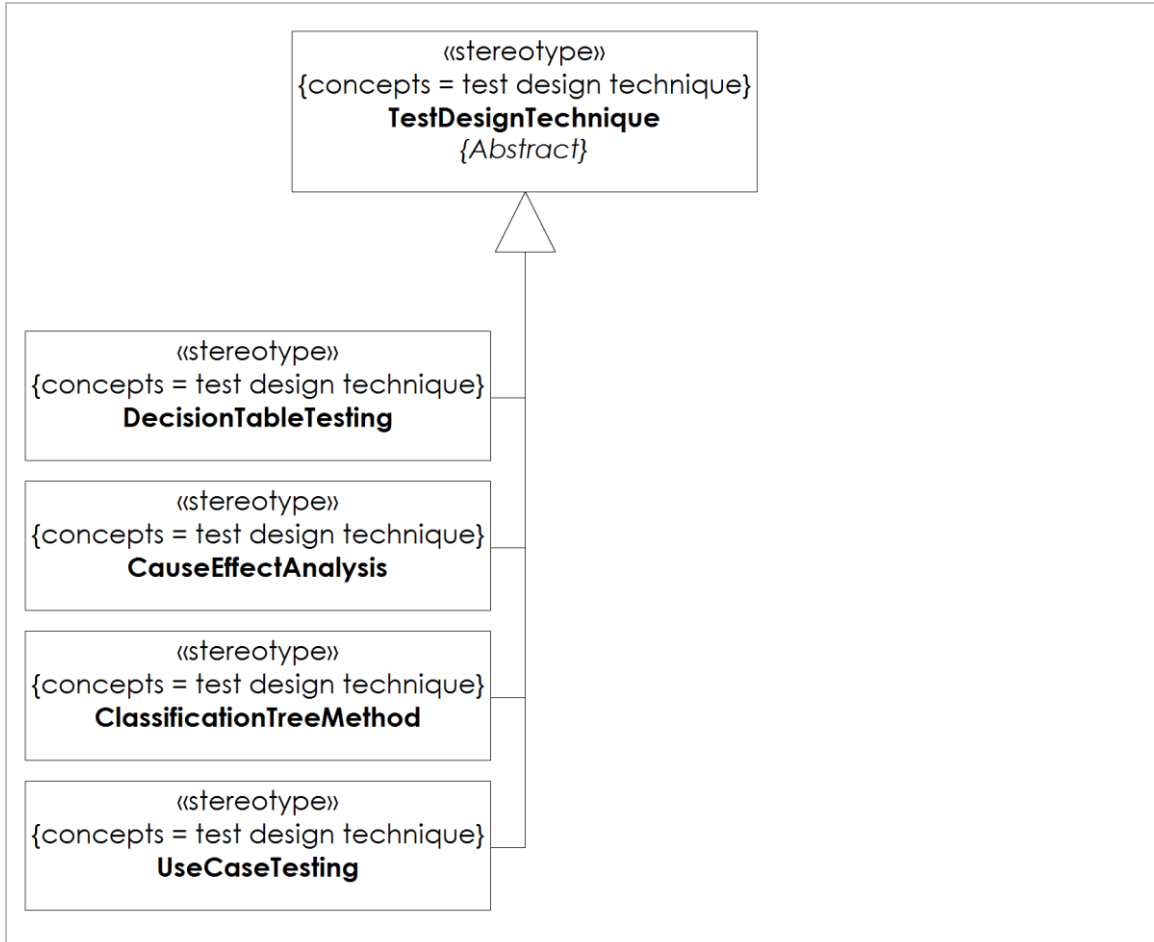 «stereotype»
{concepts = test design technique}
TestDesignTechnique
{Abstract}
«stereotype»
{concepts = test design technique}
DecisionTableTesting
«stereotype»
{concepts = test design technique}
CauseEffectAnalysis
«stereotype»
{concepts = test design technique}
ClassificationTreeMethod
«stereotype»
{concepts = test design technique}
UseCaseTesting